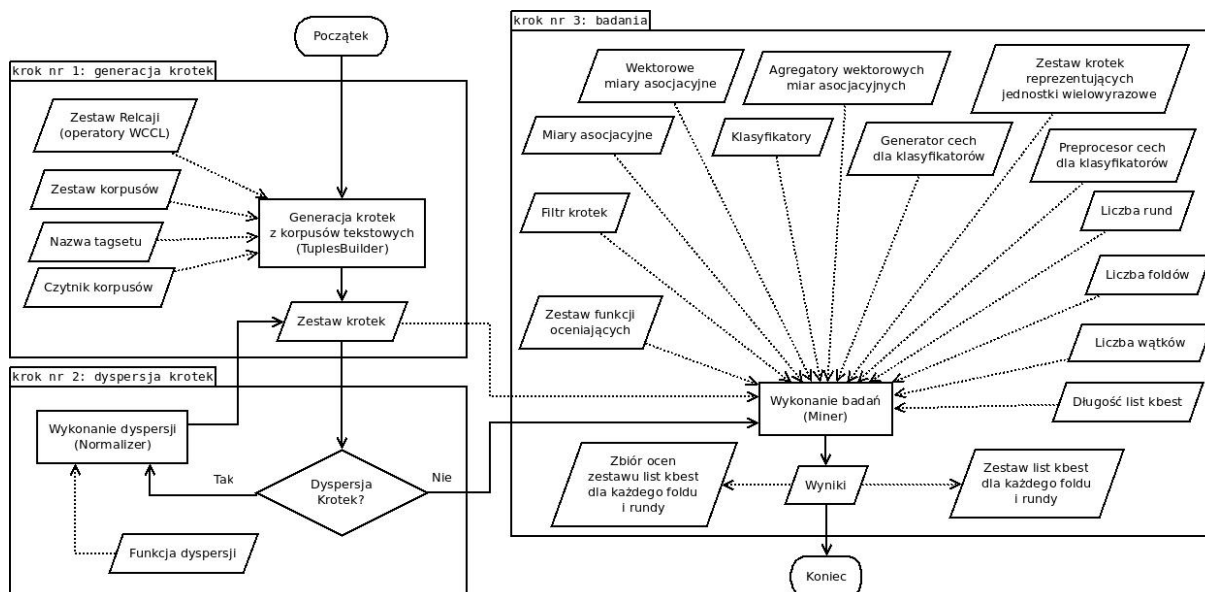 Początek
krok nr 1: generacja krotek
Zestaw Relcaji
(operatory WCCL)
Zestaw korpusów
Nazwa tagsetu
Czytnik korpusów
Generacja krotek
z korpusów tekstowych
(TuplesBuilder)
Zestaw krotek
krok nr 2: dyspersja krotek
Wykonanie dyspersji
(Normalizer)
Tak
Dyspersja
Krotek?
Nie
Funkcja dyspersji
krok nr 3: badania
Wektorowe
miary asocjacyjne
Agregatory wektorowych
miar asocjacyjnych
Zestaw krotek
reprezentujących
jednostki wielowyrazowe
Miary asocjacyjne
Klasyfikatory
Generator cech
dla klasyfikatorów
Preprocesor cech
dla klasyfikatorów
Filtr krotek
Liczba rund
Liczba foldów
Zestaw funkcji
oceniających
Liczba wątków
Długość list kbest
Wykonanie badań
(Miner)
Zbiór ocen
zestawu list kbest
dla każdego foldu
i rundy
Wyniki
Zestaw list kbest
dla każdego foldu
i rundy
Koniec